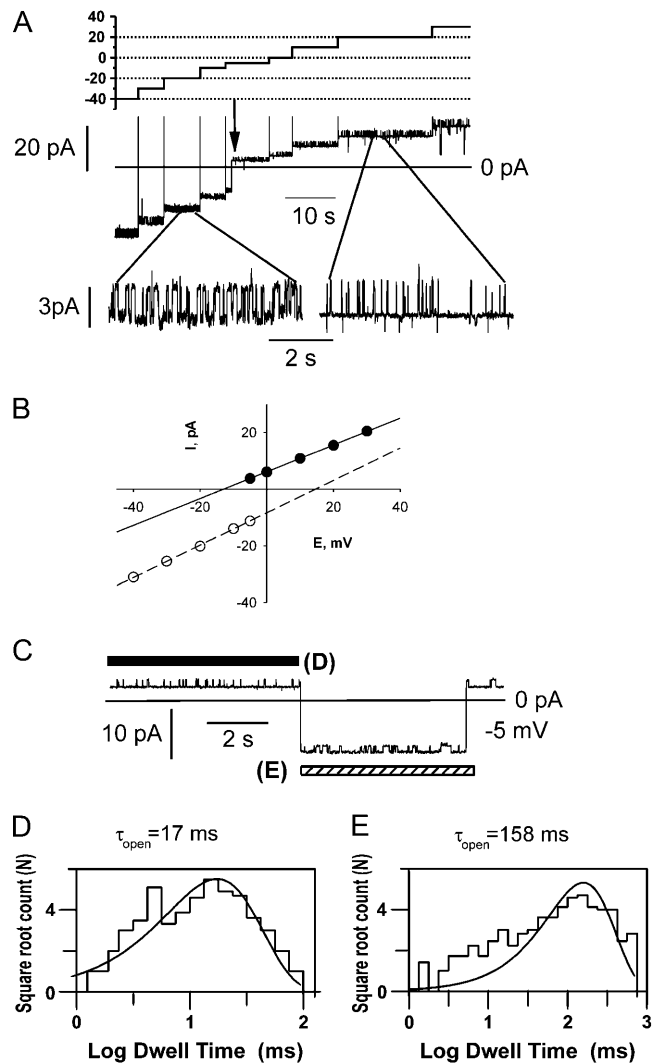 A
40
20
0
-20
-40
20 pA
0 pA
10 s
3pA
2 s
B
I, pA
20
-40 -20 20 40
-20
E, mV
-40
C
(D)
0 pA
10 pA
2 s
-5 mV
(E)
D
τopen=17 ms
Square root count (N)
4
0
0 1 2
Log Dwell Time (ms)
E
τopen=158 ms
Square root count (N)
4
0
0 1 2 3
Log Dwell Time (ms)